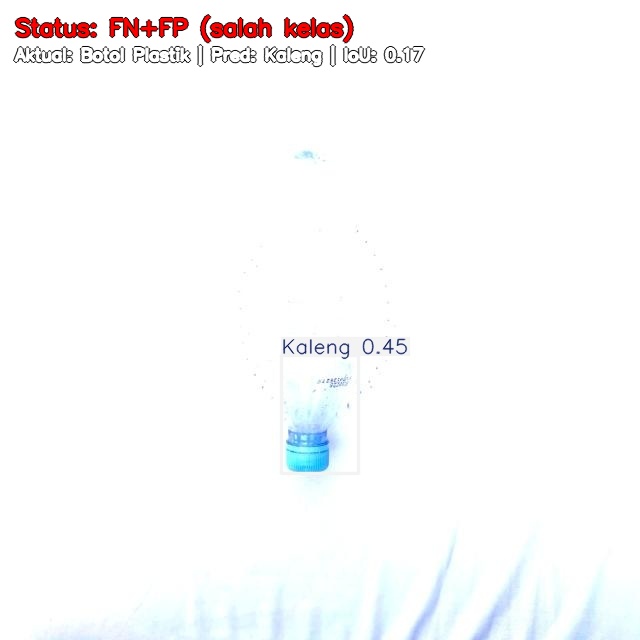 Status: FN+FP (salah kelas)
Aktual: Botol Plastik | Pred: Kaleng | IoU: 0.17
Kaleng 0.45